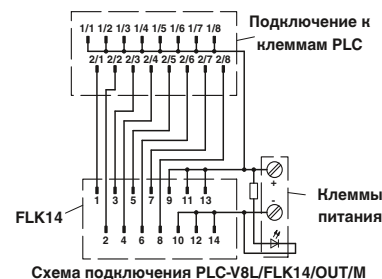 Подключение к
клеммам PLC
1/1 1/2 1/3 1/4 1/5 1/6 1/7 1/8
2/1 2/2 2/3 2/4 2/5 2/6 2/7 2/8
1 3 5 7 9 11 13
+
-
Клеммы
питания
FLK14
2 4 6 8 10 12 14
Схема подключения PLC-V8L/FLK14/OUT/M